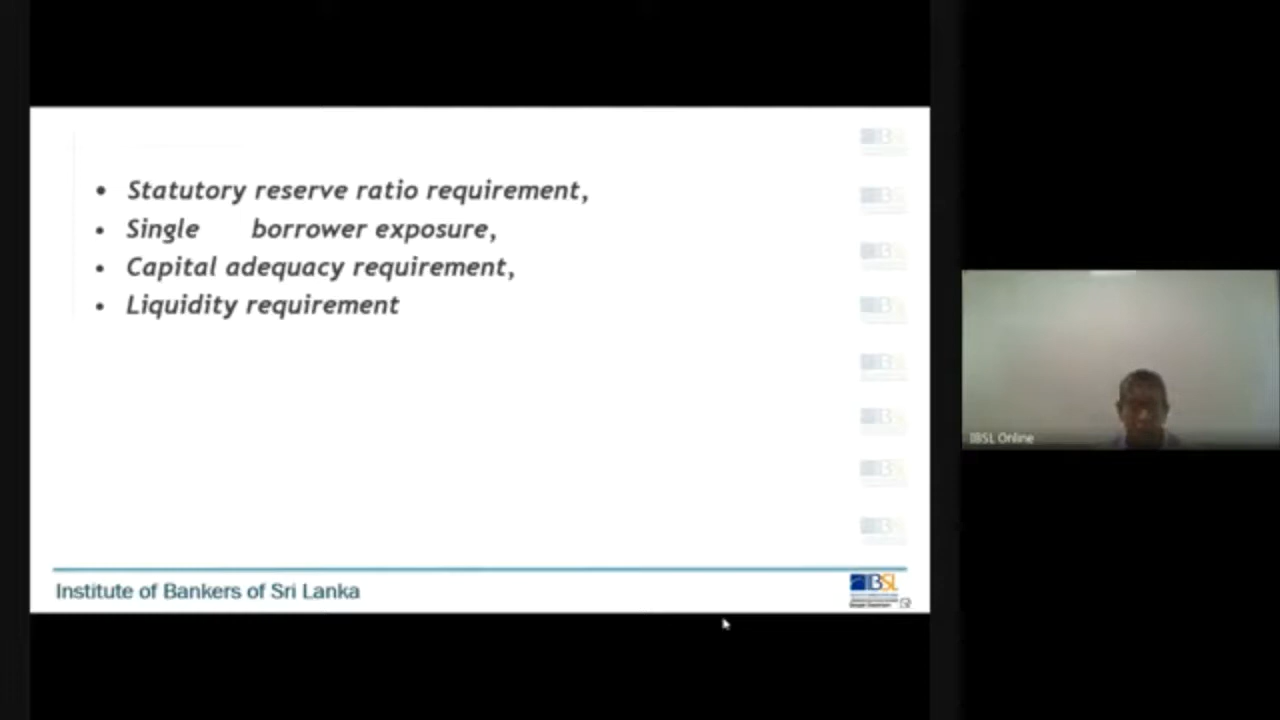 • Statutory reserve ratio requirement,
• Single borrower exposure,
• Capital adequacy requirement,
• Liquidity requirement
Institute of Bankers of Sri Lanka
IBSL
IBSL Online